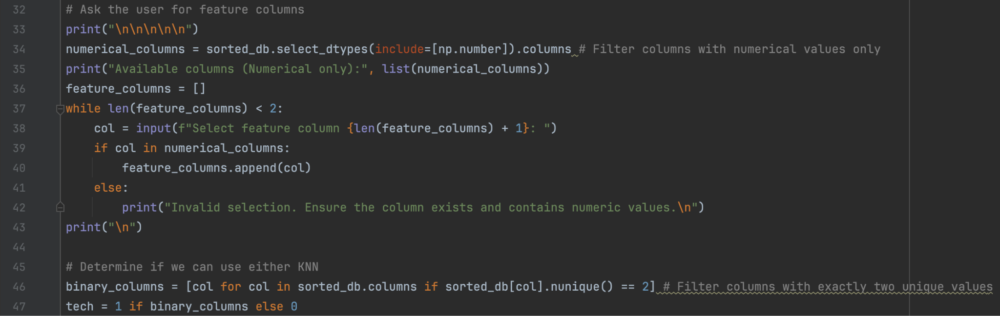 32 # Ask the user for feature columns
33 print("\n\n\n\n\n")
34 numerical_columns = sorted_db.select_dtypes(include=[np.number]).columns # Filter columns with numerical values only
35 print("Available columns (Numerical only):", list(numerical_columns))
36 feature_columns = []
37 while len(feature_columns) < 2:
38     col = input(f"Select feature column {len(feature_columns) + 1}: ")
39     if col in numerical_columns:
40         feature_columns.append(col)
41     else:
42         print("Invalid selection. Ensure the column exists and contains numeric values.\n")
43 print("\n")
44
45 # Determine if we can use either KNN
46 binary_columns = [col for col in sorted_db.columns if sorted_db[col].nunique() == 2] # Filter columns with exactly two unique values
47 tech = 1 if binary_columns else 0